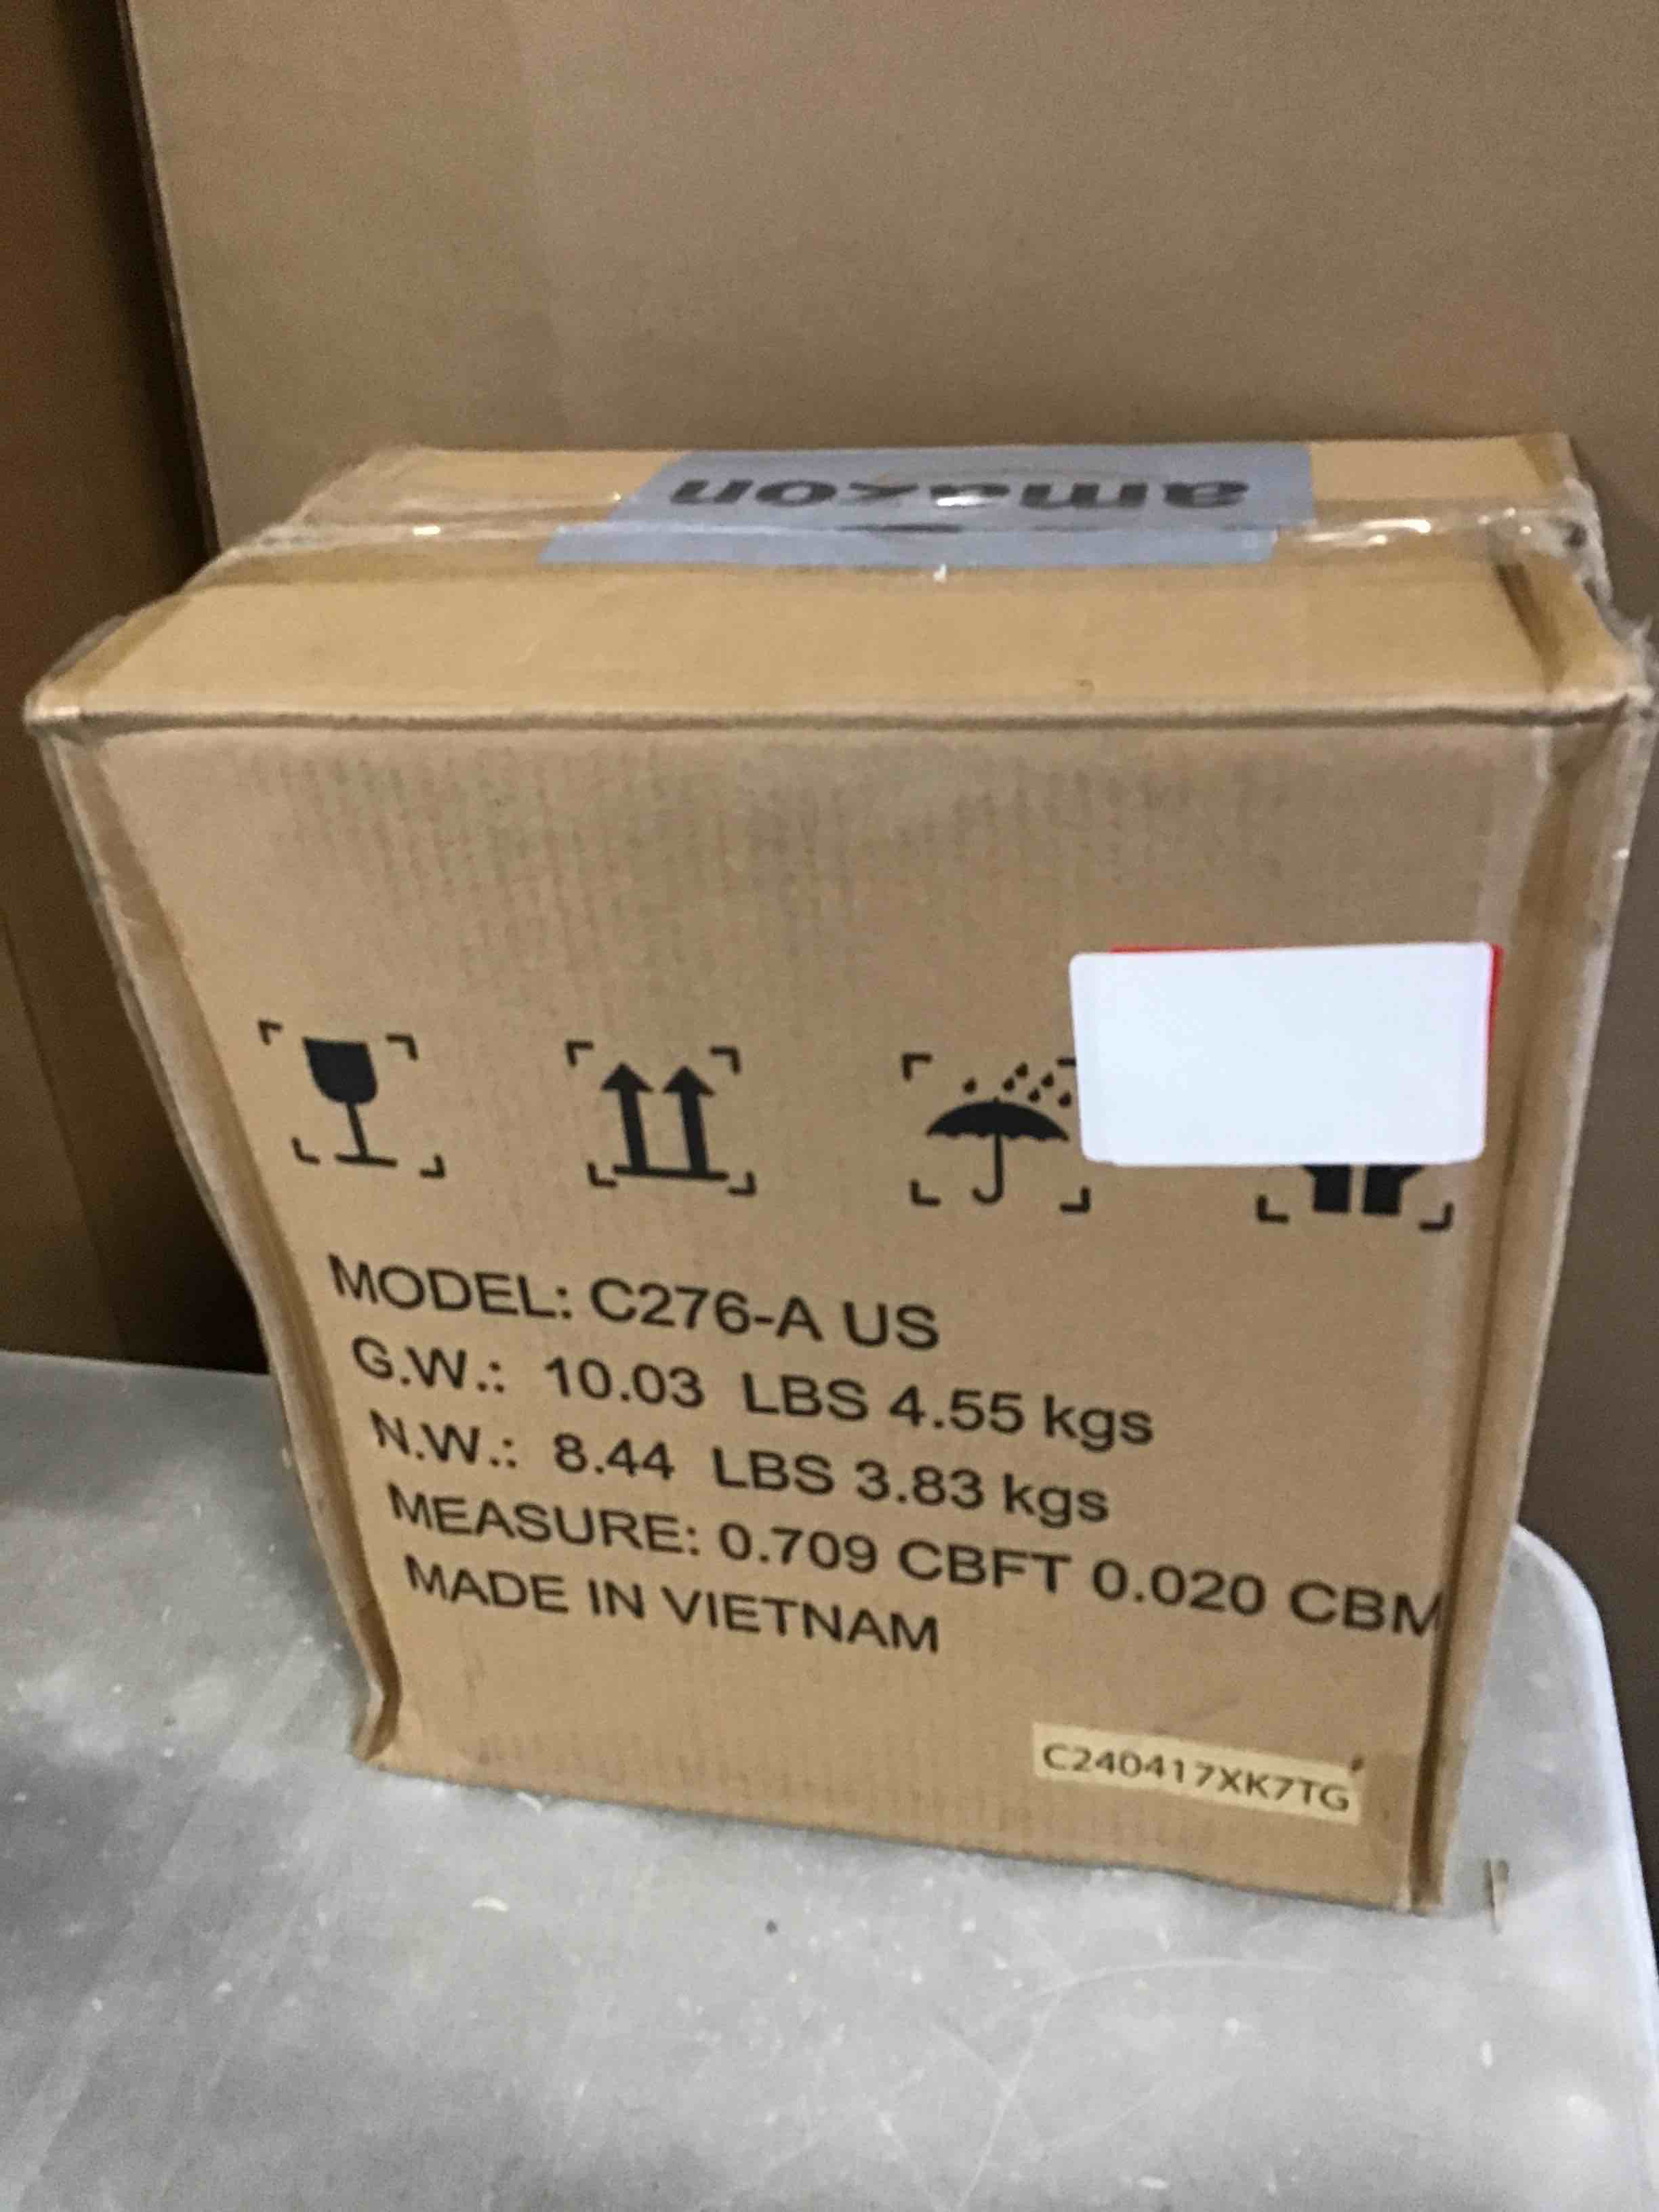 amazon
MODEL: C276-A US
G.W.: 10.03 LBS 4.55 kgs
N.W.: 8.44 LBS 3.83 kgs
MEASURE: 0.709 CBFT 0.020 CBM
MADE IN VIETNAM
C240417XK7TG